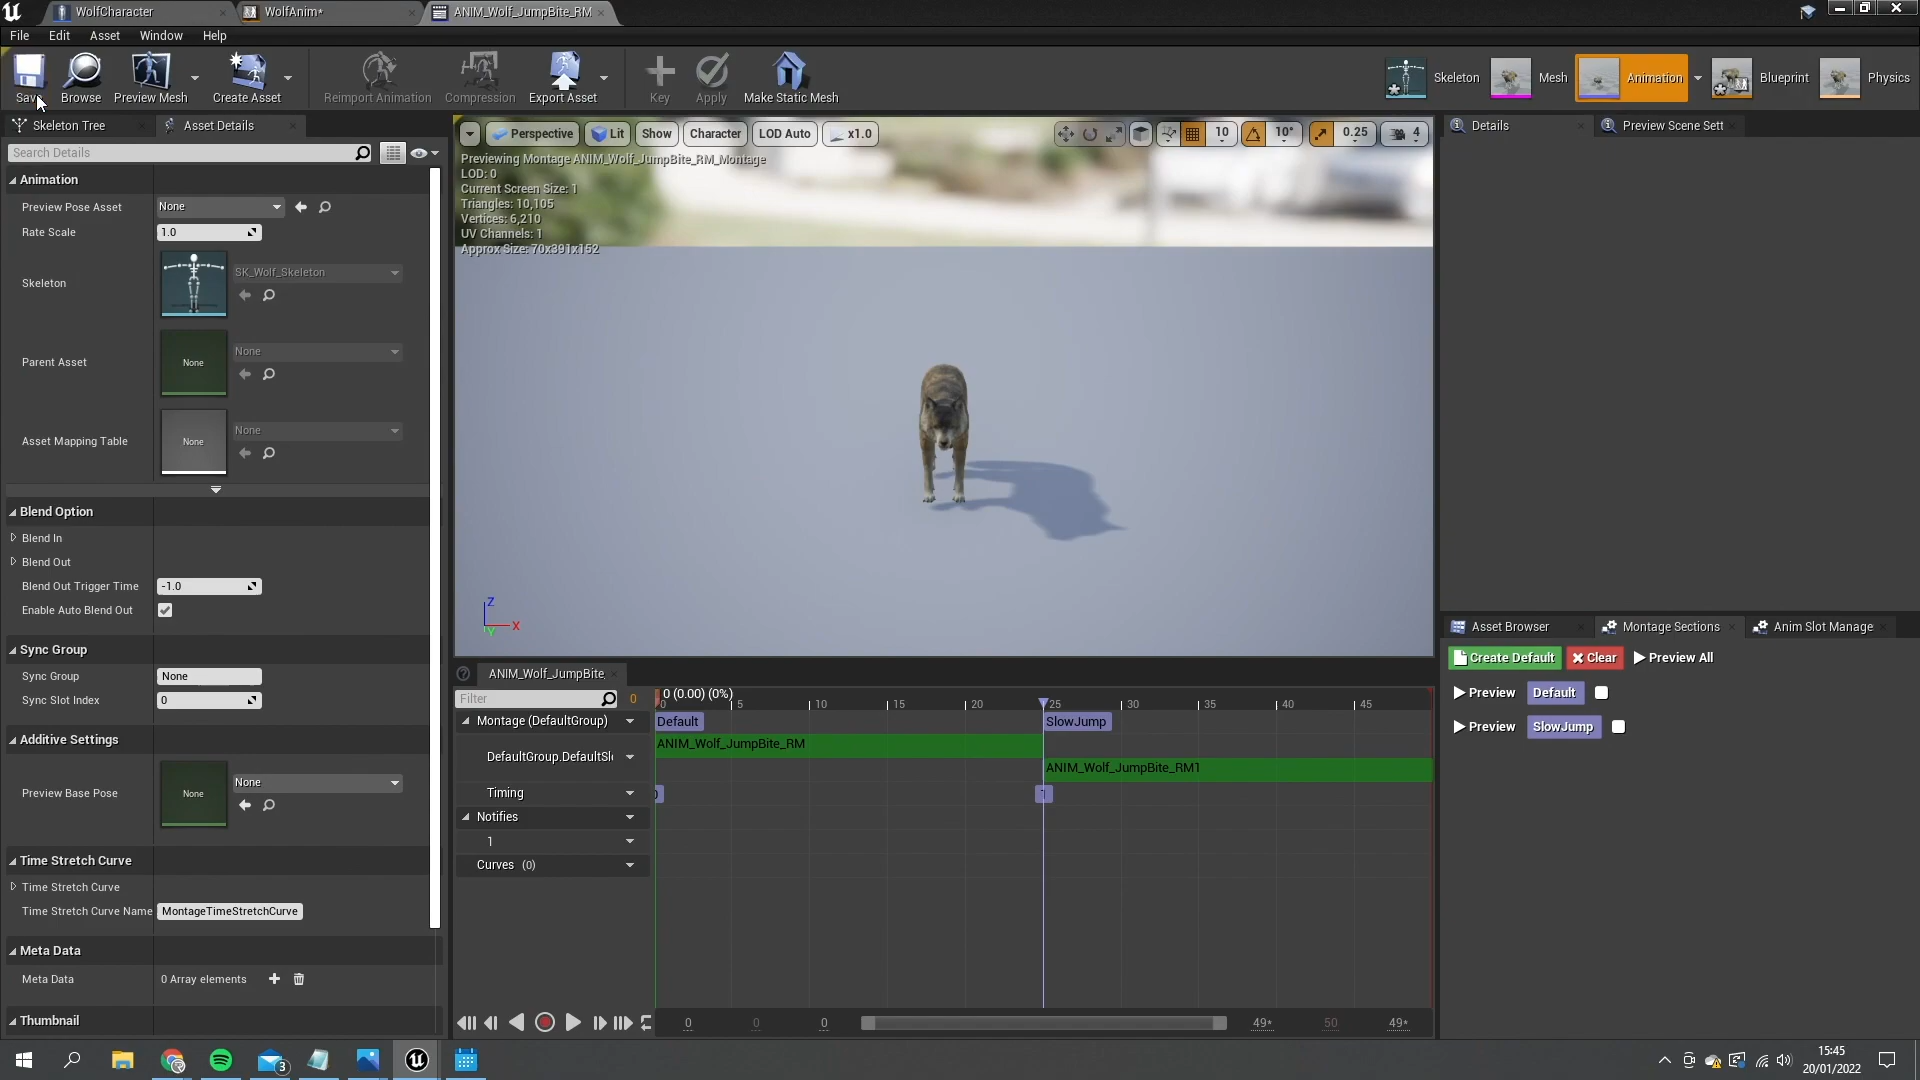 WolfCharacter
WolfAnim*
ANIM_Wolf_JumpBite_RM
File Edit Asset Window Help
Save Browse Preview Mesh Create Asset Reimport Animation Compression Export Asset Key Apply Make Static Mesh
Skeleton Mesh Animation Blueprint Physics
Skeleton Tree Asset Details
Search Details
Animation
Preview Pose Asset None
Rate Scale 1.0
Skeleton SK_Wolf_Skeleton
Parent Asset None None
Asset Mapping Table None None
Blend Option
Blend In
Blend Out
Blend Out Trigger Time -1.0
Enable Auto Blend Out
Sync Group
Sync Group None
Sync Slot Index 0
Additive Settings
Preview Base Pose None None
Time Stretch Curve
Time Stretch Curve
Time Stretch Curve Name MontageTimeStretchCurve
Meta Data
Meta Data 0 Array elements
Thumbnail
Perspective Lit Show Character LOD Auto x1.0 10 10° 0.25 4
Previewing Montage ANIM_Wolf_JumpBite_RM_Montage
LOD: 0
Current Screen Size: 1
Triangles: 10,105
Vertices: 6,210
UV Channels: 1
Approx Size: 70x391x152
Z
X
Y
ANIM_Wolf_JumpBite,
Filter 0 0 (0.00) (0%)
0 5 10 15 20 25 30 35 40 45
Montage (DefaultGroup) Default SlowJump
DefaultGroup.DefaultSl ANIM_Wolf_JumpBite_RM
ANIM_Wolf_JumpBite_RM1
Timing 1
Notifies
1
Curves (0)
0 0 0 49* 50 49*
Details Preview Scene Sett
Asset Browser Montage Sections Anim Slot Manage
Create Default Clear Preview All
Preview Default
Preview SlowJump
3
15:45
20/01/2022